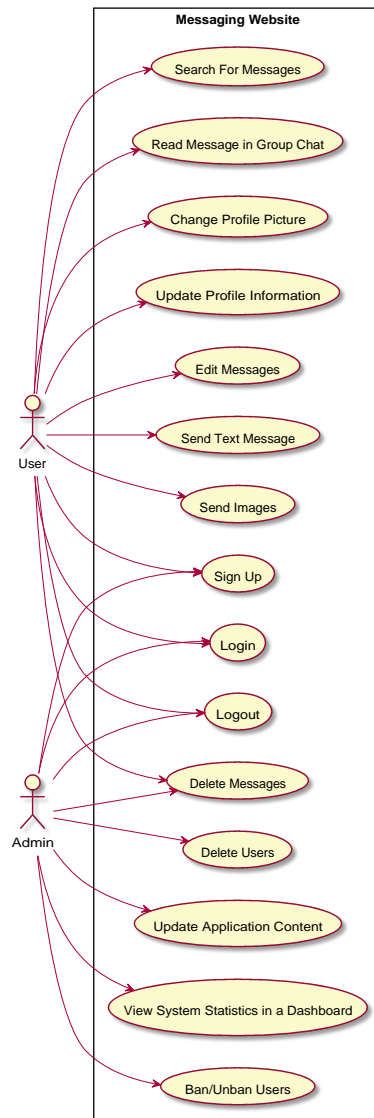 Messaging Website
Search For Messages
Read Message in Group Chat
Change Profile Picture
Update Profile Information
Edit Messages
User
Send Text Message
Send Images
Sign Up
Login
Logout
Delete Messages
Admin
Delete Users
Update Application Content
View System Statistics in a Dashboard
Ban/Unban Users